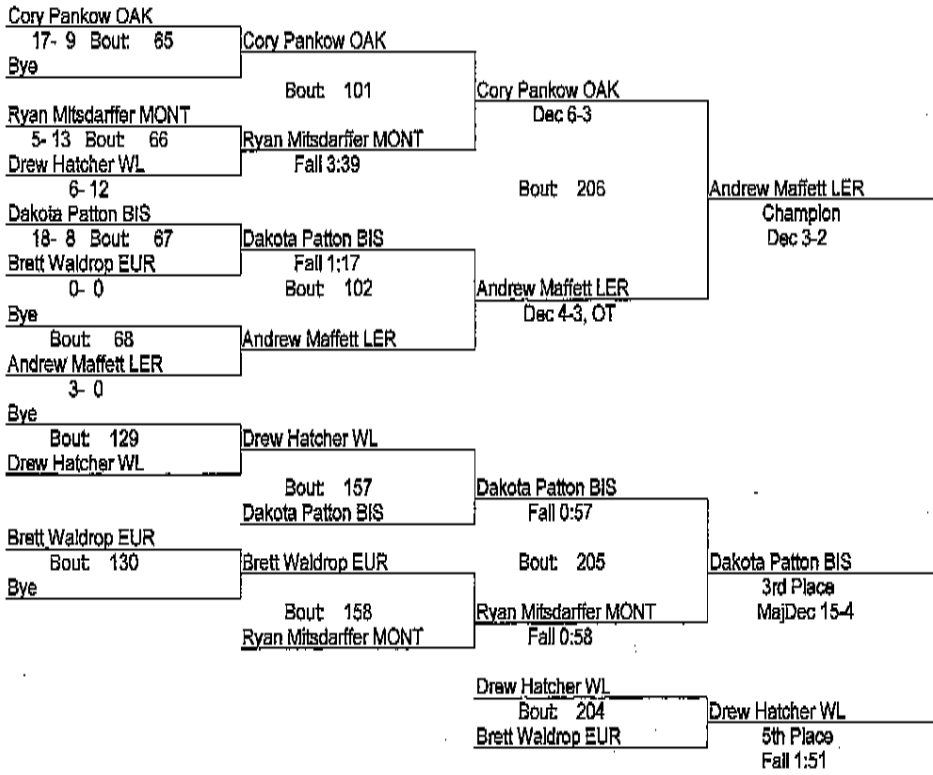 Cory Pankow OAK
17- 9 Bout: 65
Bye
Cory Pankow OAK
Bout: 101
Ryan Mitsdarffer MONT
5- 13 Bout: 66
Drew Hatcher WL
6- 12
Ryan Mitsdarffer MONT
Fall 3:39
Cory Pankow OAK
Dec 6-3
Bout: 206
Dakota Patton BIS
18- 8 Bout: 67
Brett Waldrop EUR
0- 0
Dakota Patton BIS
Fall 1:17
Bout: 102
Bye
Bout: 68
Andrew Maffett LER
3- 0
Andrew Maffett LER
Andrew Maffett LER
Dec 4-3, OT
Andrew Maffett LER
Champion
Dec 3-2
Bye
Bout: 129
Drew Hatcher WL
Drew Hatcher WL
Bout: 157
Dakota Patton BIS
Dakota Patton BIS
Fall 0:57
Bout: 205
Brett Waldrop EUR
Bout: 130
Bye
Brett Waldrop EUR
Bout: 158
Ryan Mitsdarffer MONT
Ryan Mitsdarffer MONT
Fall 0:58
Dakota Patton BIS
3rd Place
MajDec 15-4
Drew Hatcher WL
Bout: 204
Brett Waldrop EUR
Drew Hatcher WL
5th Place
Fall 1:51